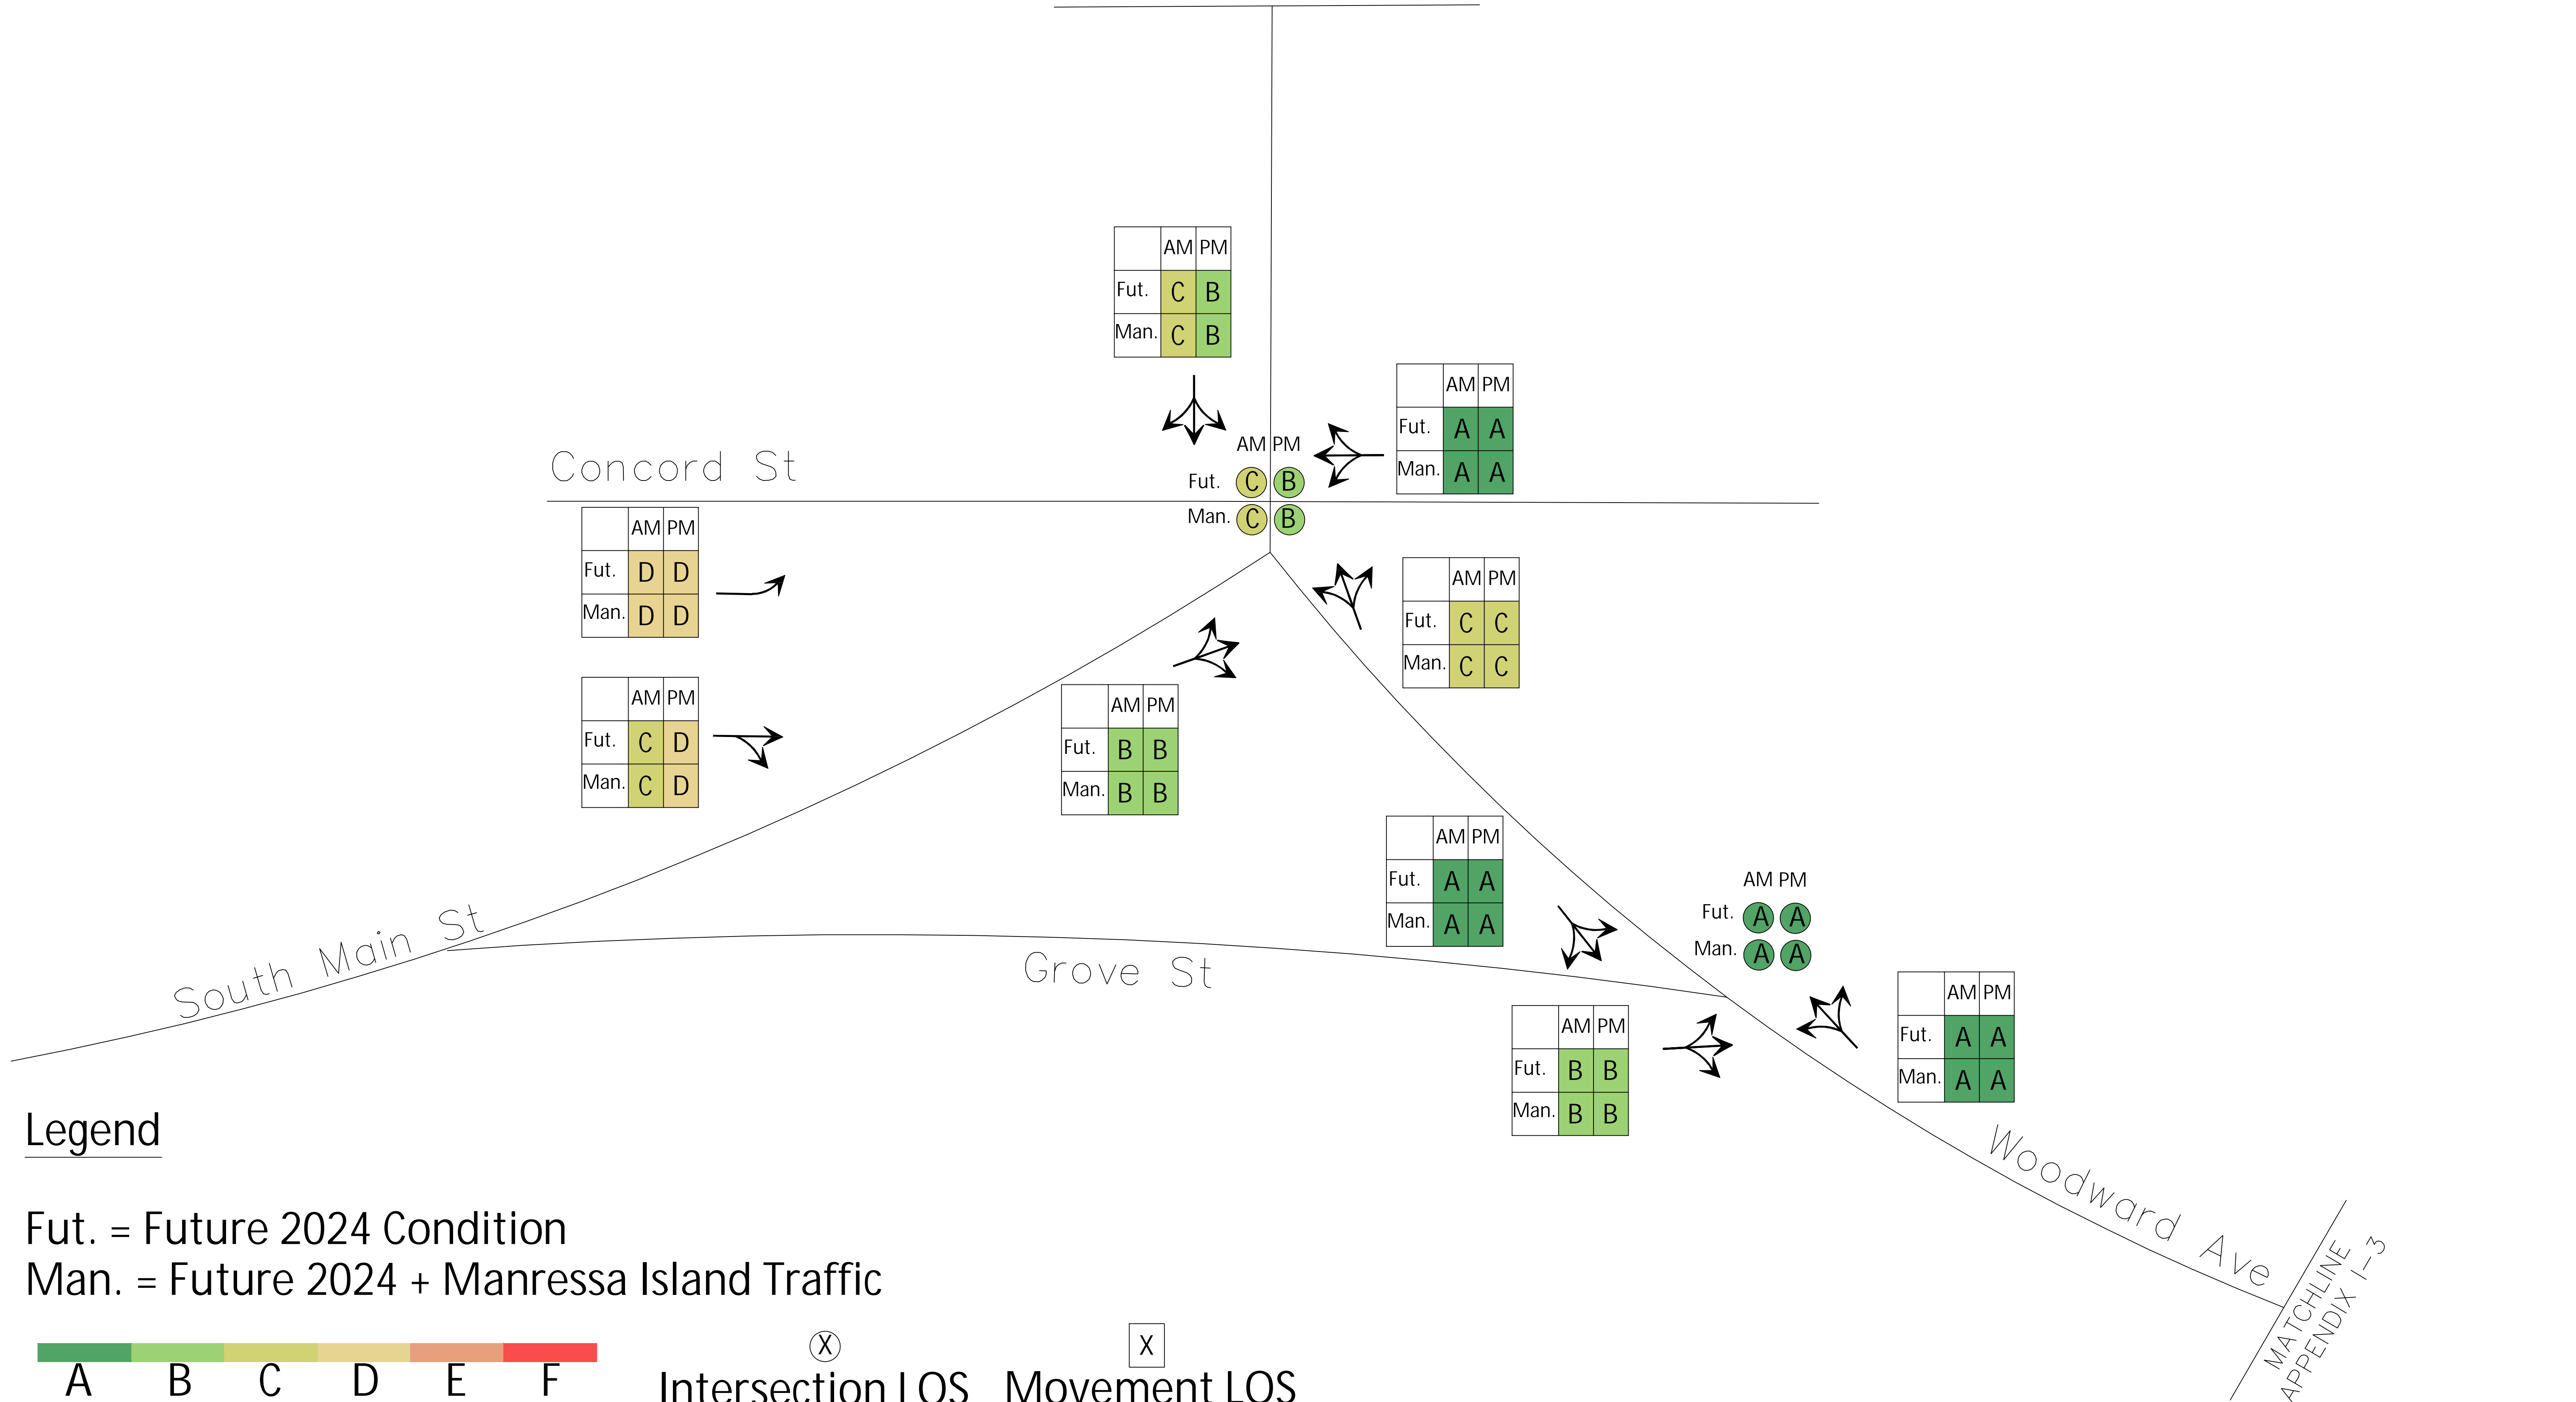 AM PM
Fut. C B
Man. C B
AM PM
Fut. A A
Man. A A
AM PM
Fut. C B
Man. C B
Concord St
AM PM
Fut. D D
Man. D D
AM PM
Fut. C C
Man. C C
AM PM
Fut. C D
Man. C D
AM PM
Fut. B B
Man. B B
AM PM
Fut. A A
Man. A A
AM PM
Fut. A A
Man. A A
South Main St
Grove St
AM PM
Fut. A A
Man. A A
AM PM
Fut. B B
Man. B B
Woodward Ave
MATCHLINE
APPENDIX I-3
Legend
Fut. = Future 2024 Condition
Man. = Future 2024 + Manressa Island Traffic
A B C D E F
X
Intersection LOS
X
Movement LOS